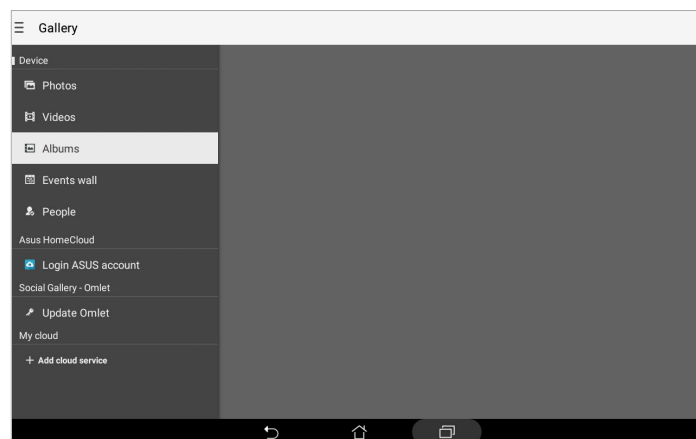 Gallery
Device
Photos
Videos
Albums
Events wall
People
Asus HomeCloud
Login ASUS account
Social Gallery - Omlet
Update Omlet
My cloud
+ Add cloud service